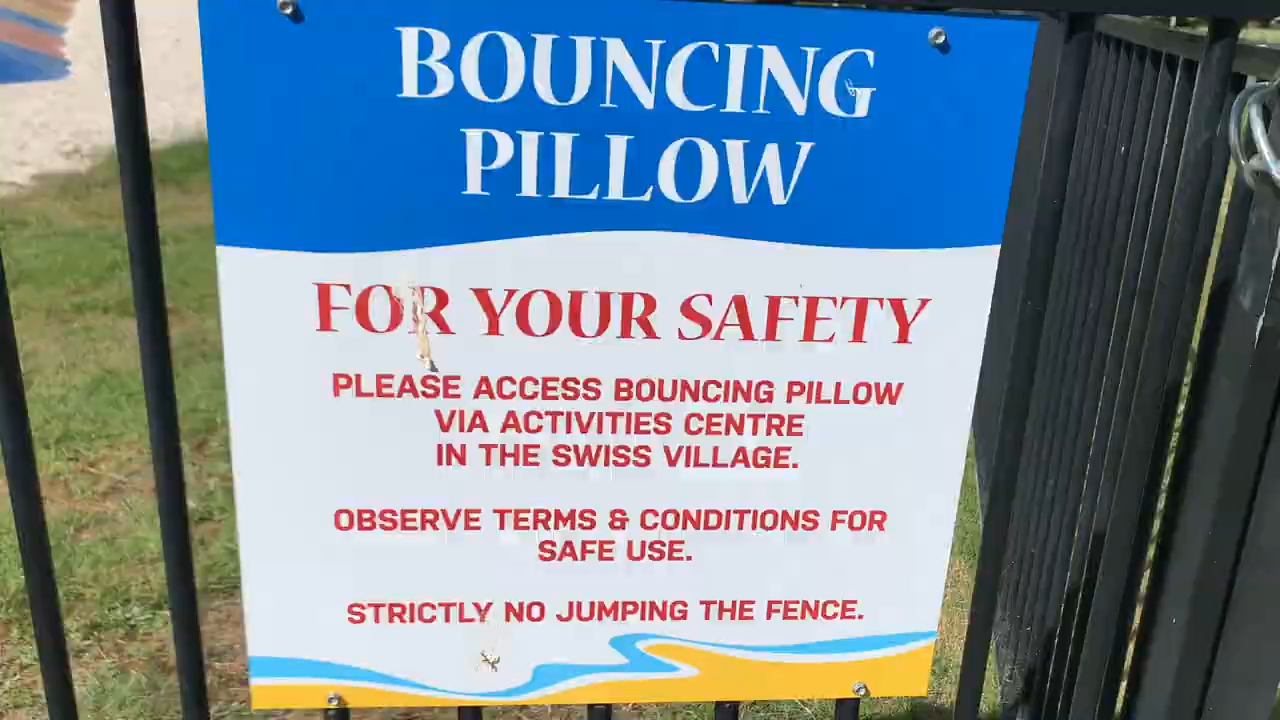 BOUNCING
PILLOW
FOR YOUR SAFETY
PLEASE ACCESS BOUNCING PILLOW
VIA ACTIVITIES CENTRE
IN THE SWISS VILLAGE.
OBSERVE TERMS & CONDITIONS FOR
SAFE USE.
STRICTLY NO JUMPING THE FENCE.